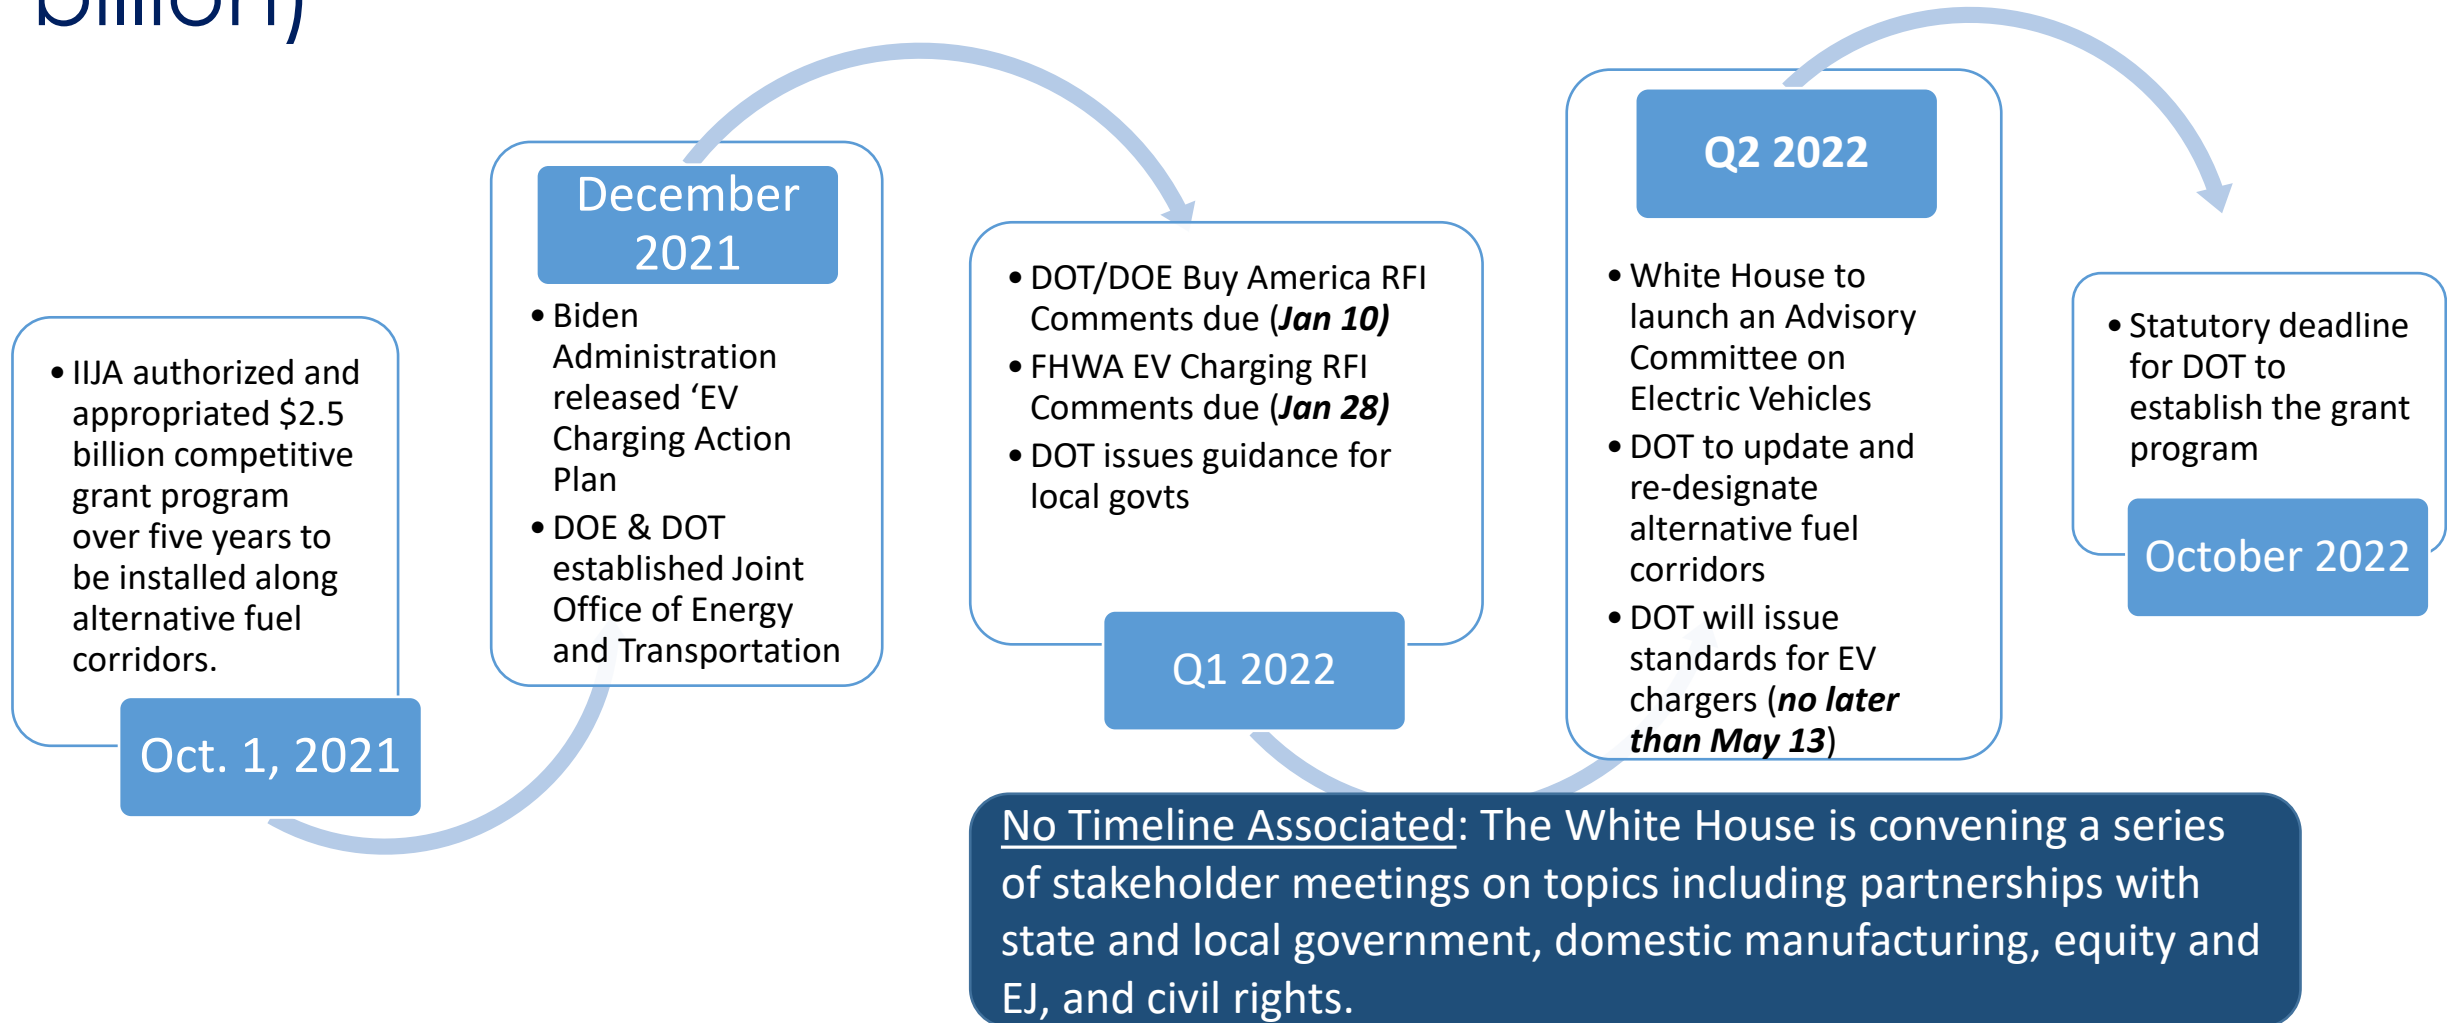 billion)
• IIJA authorized and
appropriated $2.5
billion competitive
grant program
over five years to
be installed along
alternative fuel
corridors.
Oct. 1, 2021
December
2021
• Biden
Administration
released ‘EV
Charging Action
Plan
• DOE & DOT
established Joint
Office of Energy
and Transportation
• DOT/DOE Buy America RFI
Comments due (Jan 10)
• FHWA EV Charging RFI
Comments due (Jan 28)
• DOT issues guidance for
local govts
Q1 2022
Q2 2022
• White House to
launch an Advisory
Committee on
Electric Vehicles
• DOT to update and
re-designate
alternative fuel
corridors
• DOT will issue
standards for EV
chargers (no later
than May 13)
• Statutory deadline
for DOT to
establish the grant
program
October 2022
No Timeline Associated: The White House is convening a series
of stakeholder meetings on topics including partnerships with
state and local government, domestic manufacturing, equity and
EJ, and civil rights.